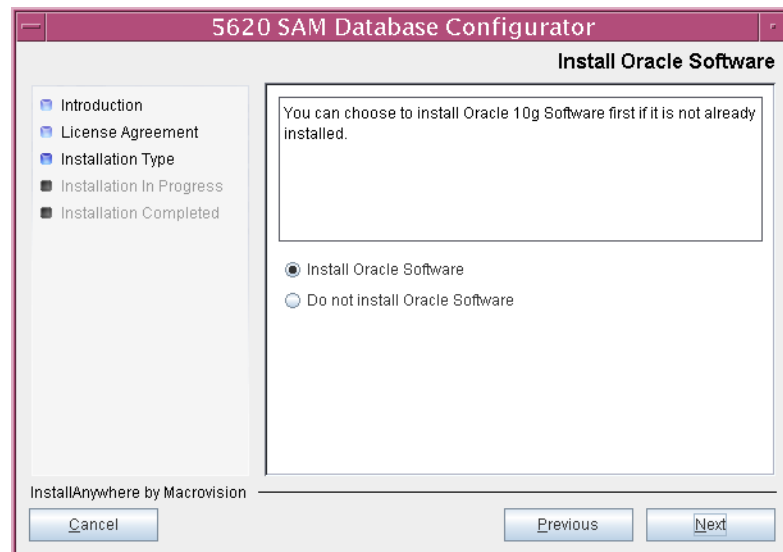 5620 SAM Database Configurator
Install Oracle Software
Introduction
License Agreement
Installation Type
Installation In Progress
Installation Completed
You can choose to install Oracle 10g Software first if it is not already
installed.
Install Oracle Software
Do not install Oracle Software
InstallAnywhere by Macrovision
Cancel
Previous
Next